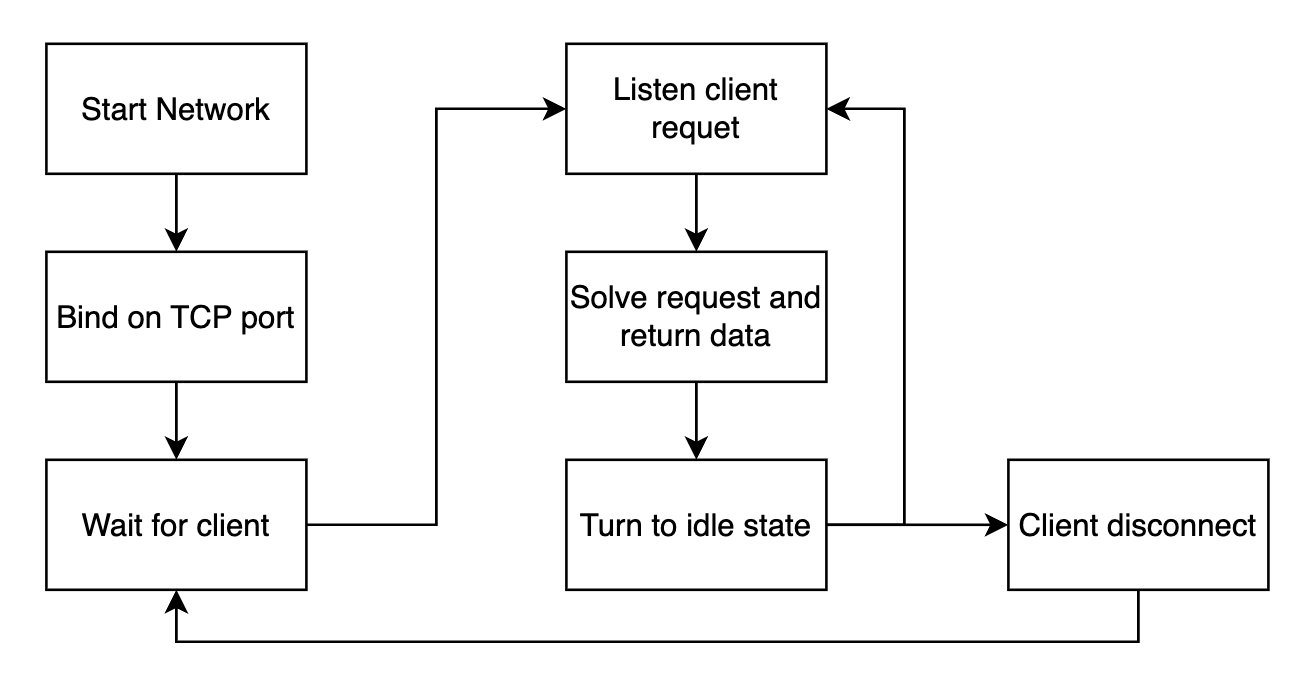 Start Network
Bind on TCP port
Wait for client
Listen client
requet
Solve request and
return data
Turn to idle state
Client disconnect